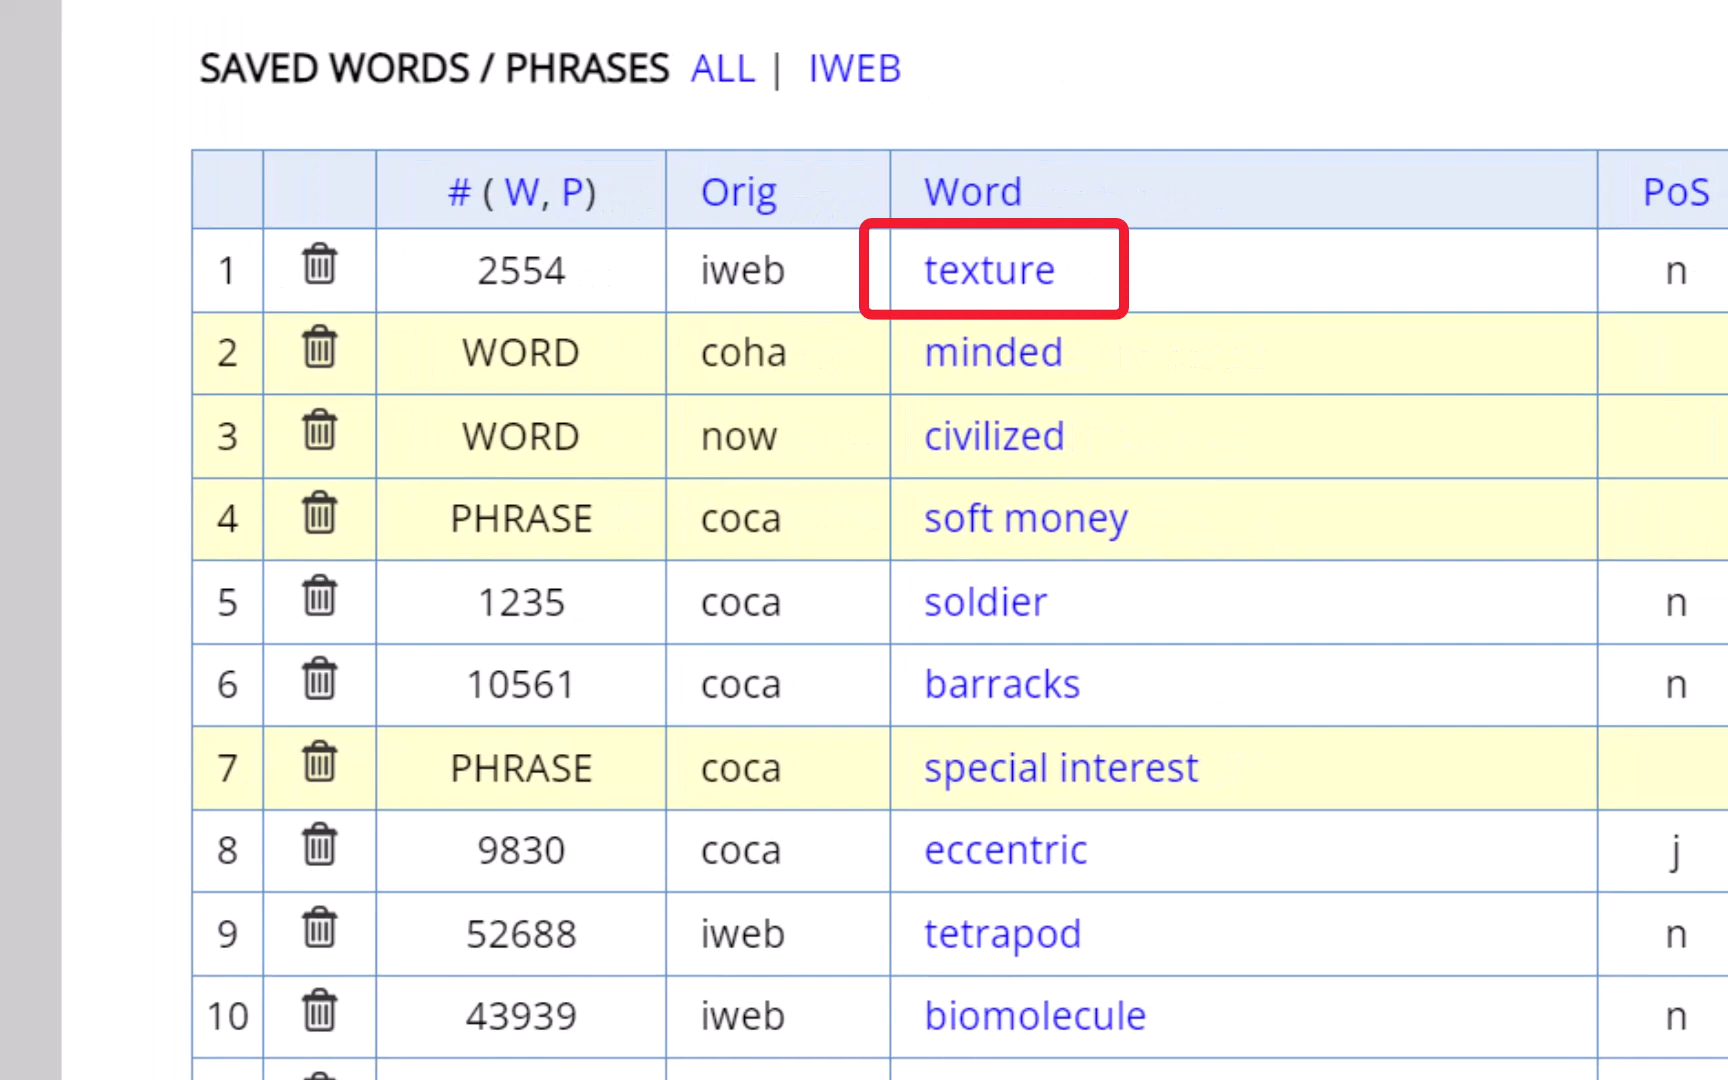 SAVED WORDS / PHRASES ALL | IWEB
# ( W, P) Orig Word PoS
1 2554 iweb texture n
2 WORD coha minded
3 WORD now civilized
4 PHRASE coca soft money
5 1235 coca soldier n
6 10561 coca barracks n
7 PHRASE coca special interest
8 9830 coca eccentric j
9 52688 iweb tetrapod n
10 43939 iweb biomolecule n